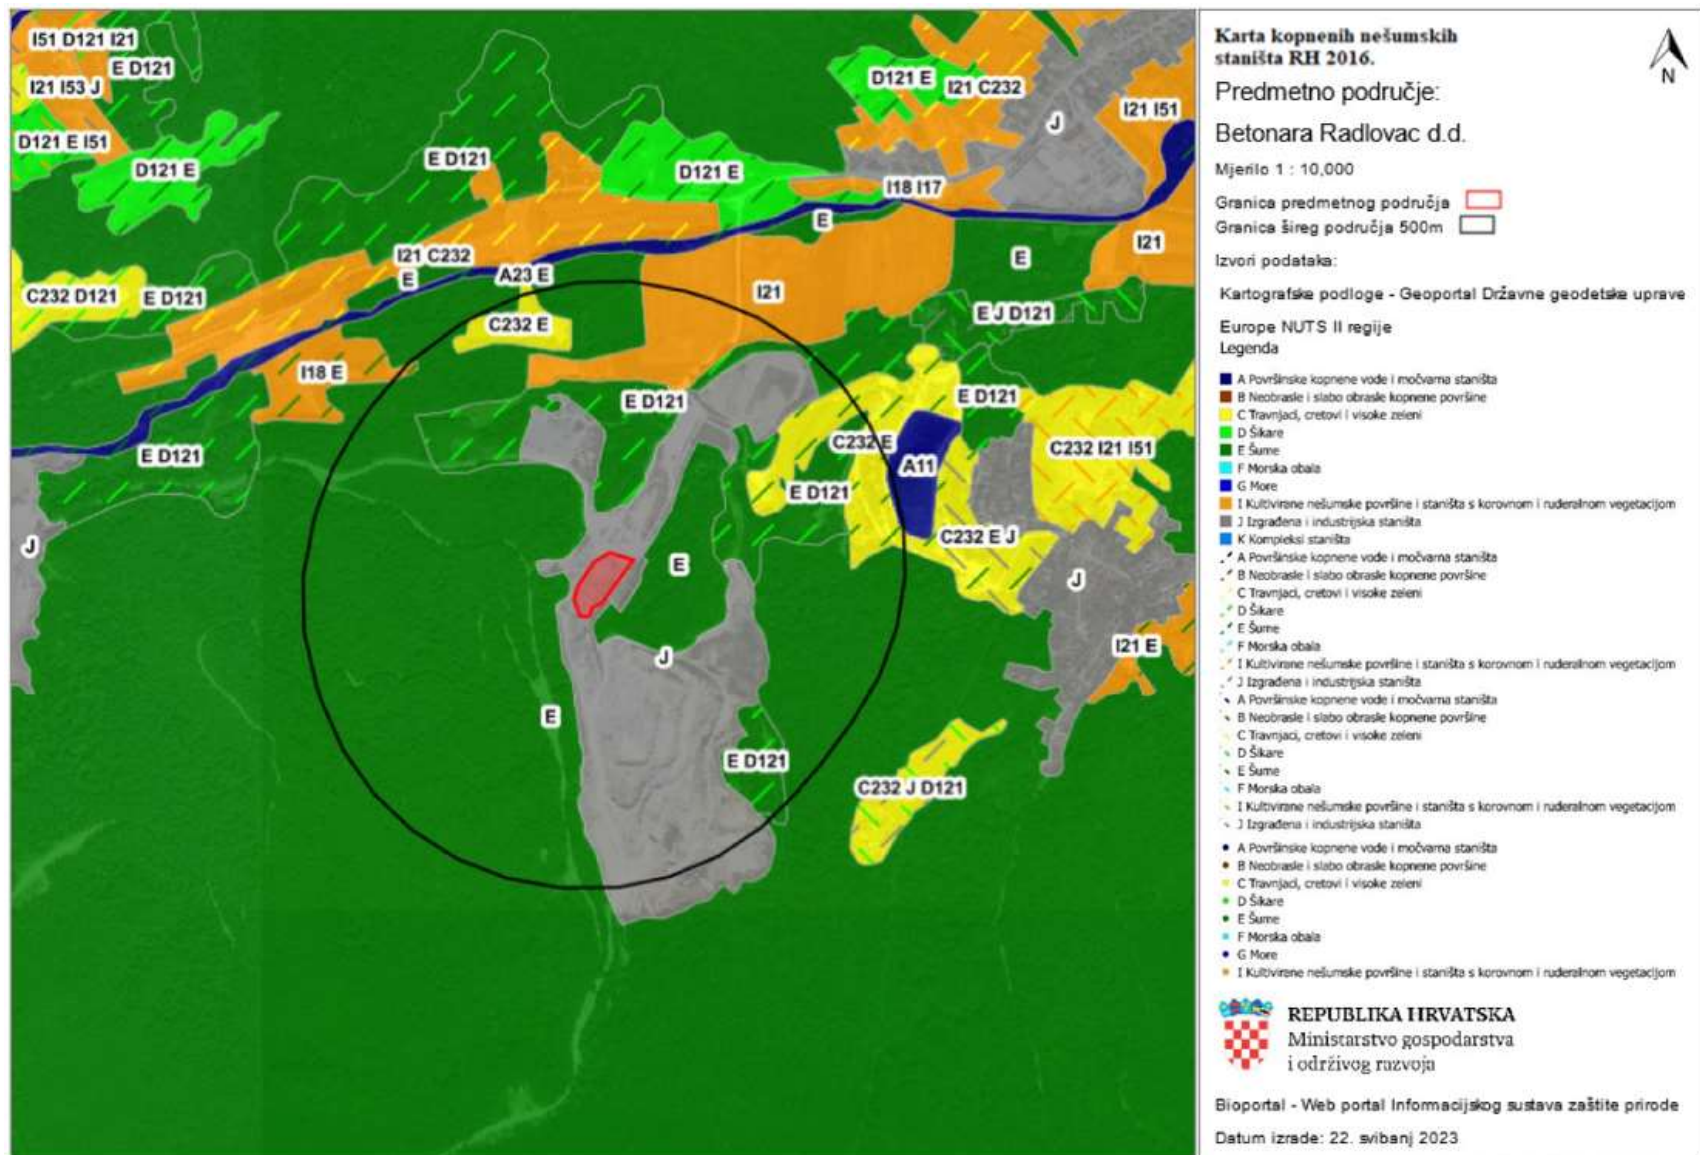 I51 D121 I21
E D121
I21 I53 J
D121 E I51
D121 E
E D121
D121 E
D121 E
I21 C232
J
I21 I51
I18 I17
E
I21 C232
E
A23 E
I21
E
I21
C232 D121
E D121
C232 E
E J D121
I18 E
E D121
E D121
C232 E
A11
C232 I21 I51
E D121
E D121
C232 E J
J
E
J
I21 E
J
E
E D121
C232 J D121
Karta kopnenih nešumskih
staništa RH 2016.
N
Predmetno područje:
Betonara Radlovac d.d.
Mjerilo 1 : 10,000
Granica predmetnog područja
Granica šireg područja 500m
Izvori podataka:
Kartografske podloge - Geoportal Državne geodetske uprave
Europe NUTS II regije
Legenda
A Površinske kopnene vode i močvarna staništa
B Neobrasle i slabo obrasle kopnene površine
C Travnjaci, cretovi i visoke zeleni
D Šikare
E Šume
F Morska obala
G More
I Kultivirane nešumske površine i staništa s korovnom i ruderalnom vegetacijom
J Izgrađena i industrijska staništa
K Kompleksi staništa
A Površinske kopnene vode i močvarna staništa
B Neobrasle i slabo obrasle kopnene površine
C Travnjaci, cretovi i visoke zeleni
D Šikare
E Šume
F Morska obala
I Kultivirane nešumske površine i staništa s korovnom i ruderalnom vegetacijom
J Izgrađena i industrijska staništa
A Površinske kopnene vode i močvarna staništa
B Neobrasle i slabo obrasle kopnene površine
C Travnjaci, cretovi i visoke zeleni
D Šikare
E Šume
F Morska obala
I Kultivirane nešumske površine i staništa s korovnom i ruderalnom vegetacijom
J Izgrađena i industrijska staništa
A Površinske kopnene vode i močvarna staništa
B Neobrasle i slabo obrasle kopnene površine
C Travnjaci, cretovi i visoke zeleni
D Šikare
E Šume
F Morska obala
G More
I Kultivirane nešumske površine i staništa s korovnom i ruderalnom vegetacijom
REPUBLIKA HRVATSKA
Ministarstvo gospodarstva
i održivog razvoja
Bioportal - Web portal Informacijskog sustava zaštite prirode
Datum izrade: 22. svibanj 2023